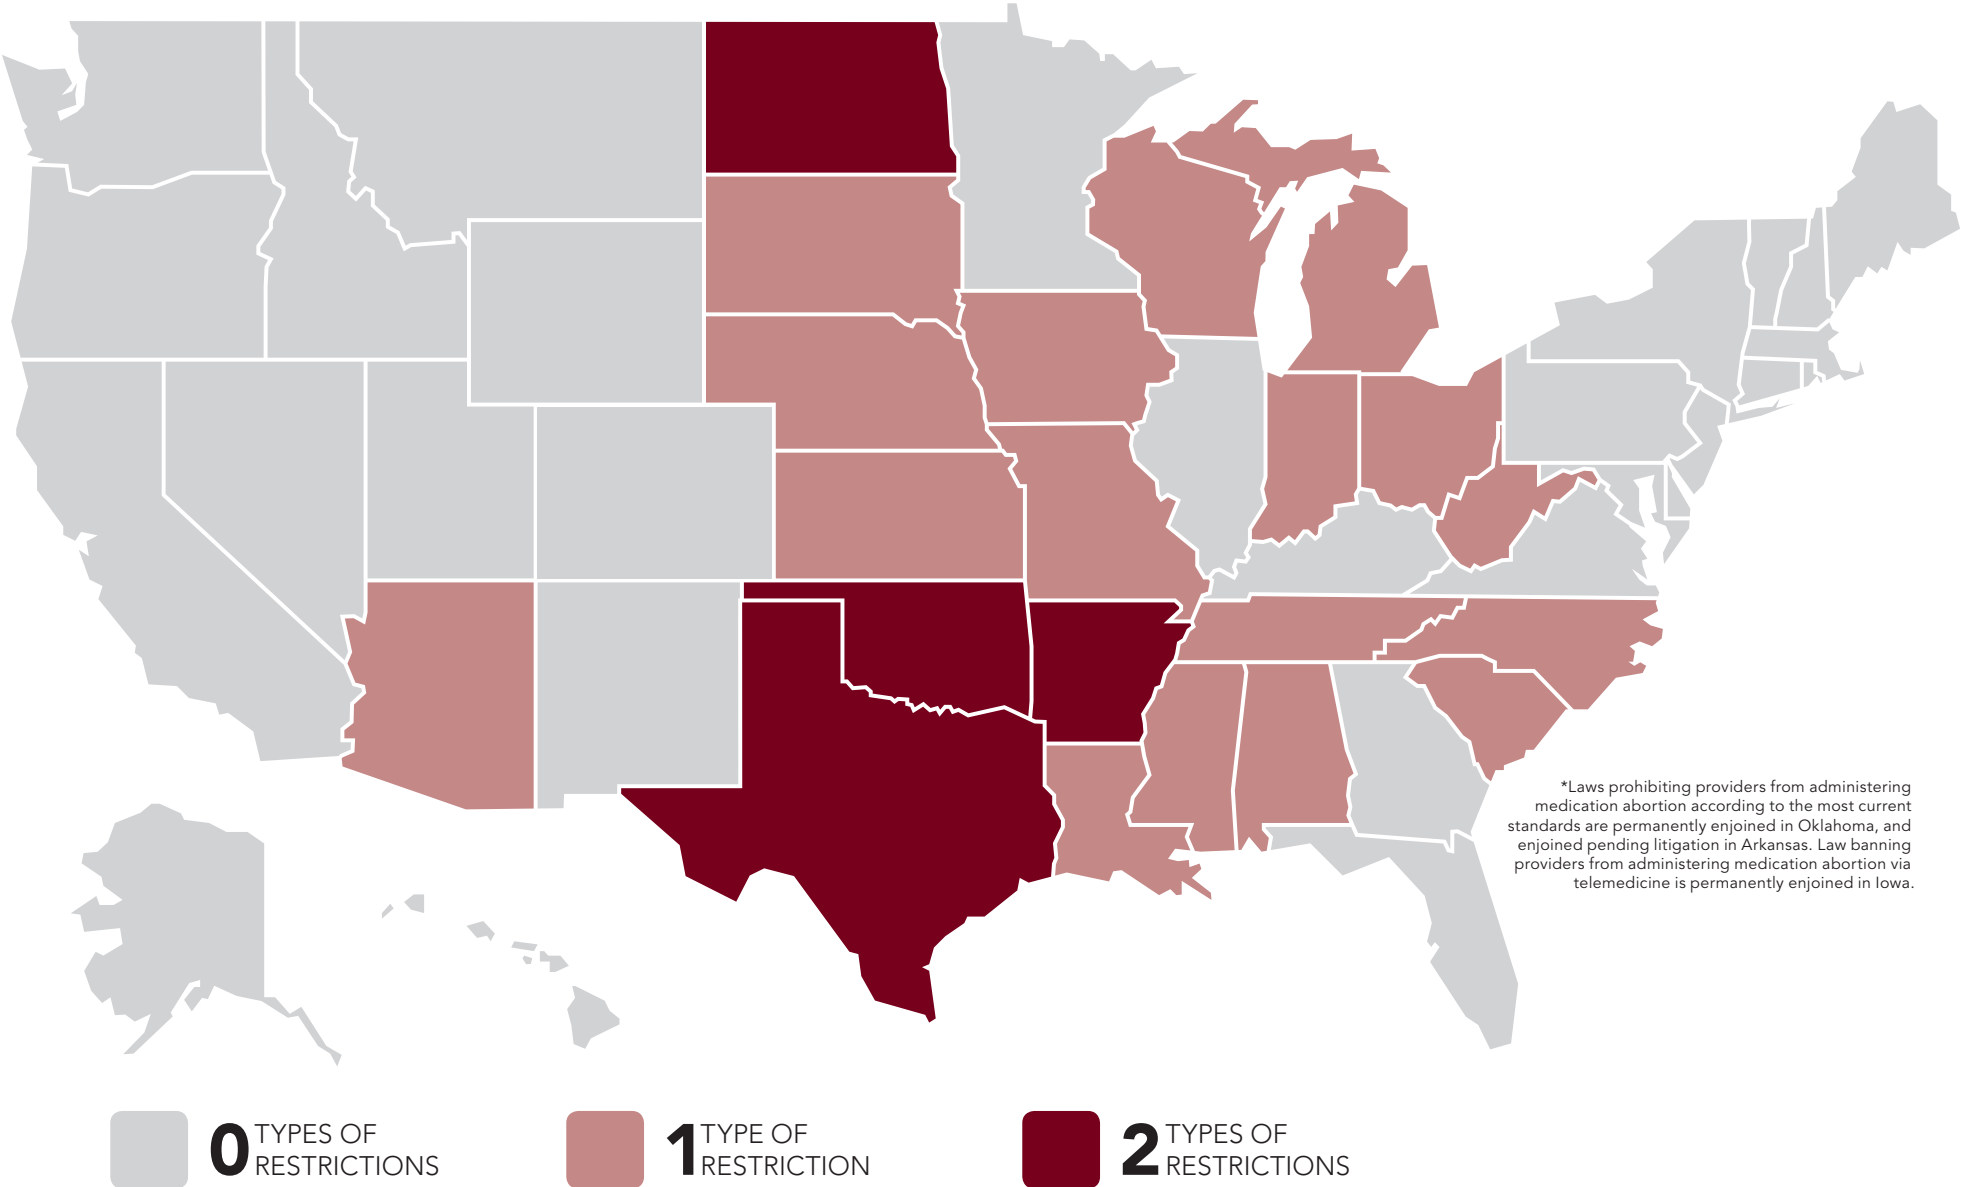 *Laws prohibiting providers from administering
medication abortion according to the most current
standards are permanently enjoined in Oklahoma, and
enjoined pending litigation in Arkansas. Law banning
providers from administering medication abortion via
telemedicine is permanently enjoined in Iowa.
0 TYPES OF
RESTRICTIONS
1 TYPE OF
RESTRICTION
2 TYPES OF
RESTRICTIONS